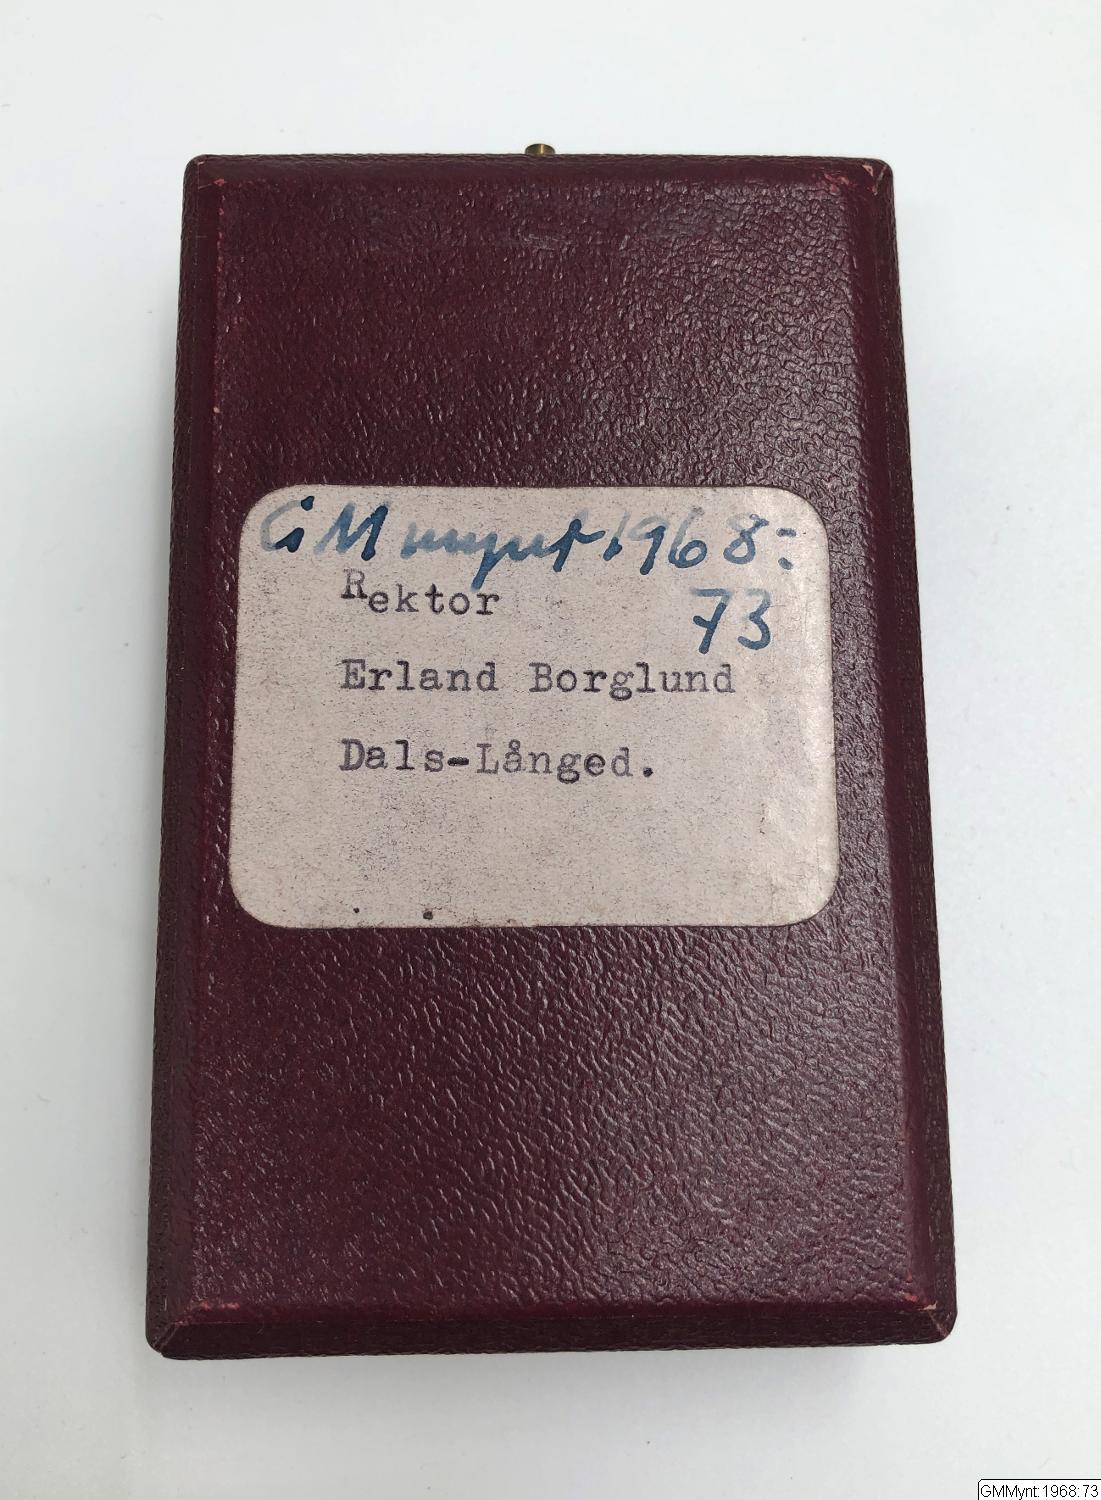 GMmynt 1968:
73
Rektor
Erland Borglund
Dals-Långed.
GMMynt:1968:73